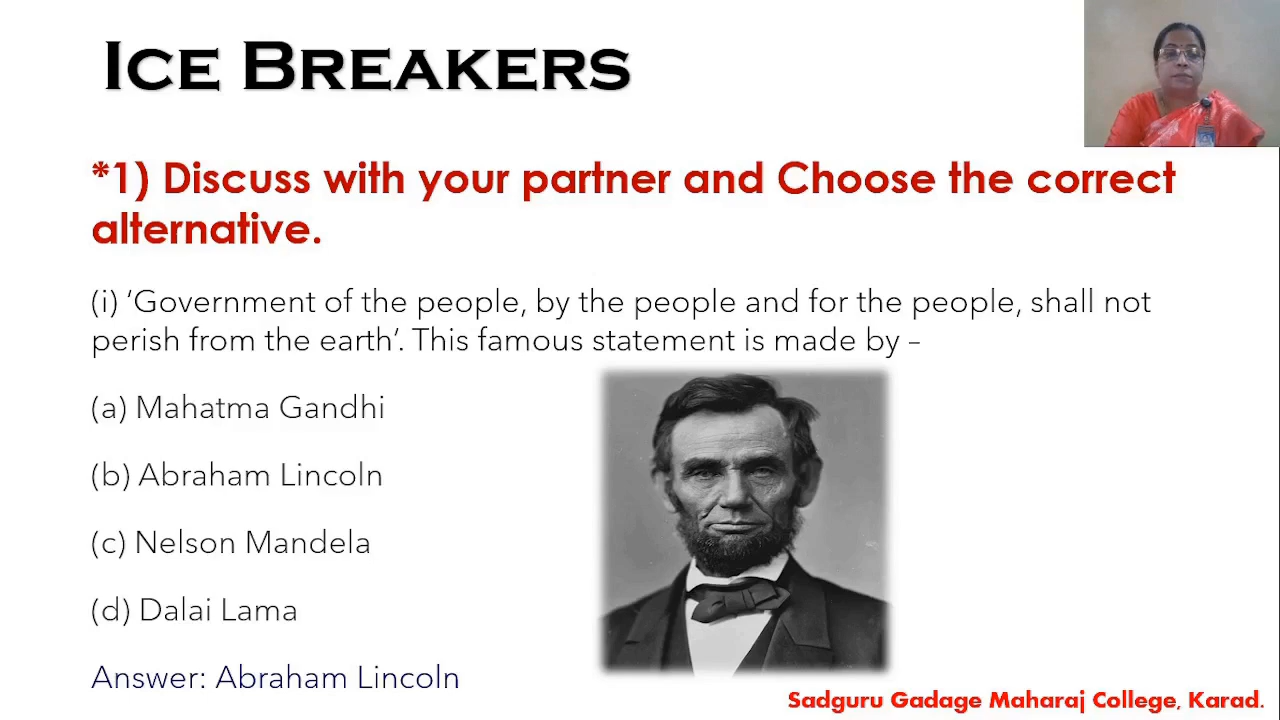 ICE BREAKERS
*1) Discuss with your partner and Choose the correct
alternative.
(i) ‘Government of the people, by the people and for the people, shall not
perish from the earth’. This famous statement is made by –
(a) Mahatma Gandhi
(b) Abraham Lincoln
(c) Nelson Mandela
(d) Dalai Lama
Answer: Abraham Lincoln
Sadguru Gadage Maharaj College, Karad.